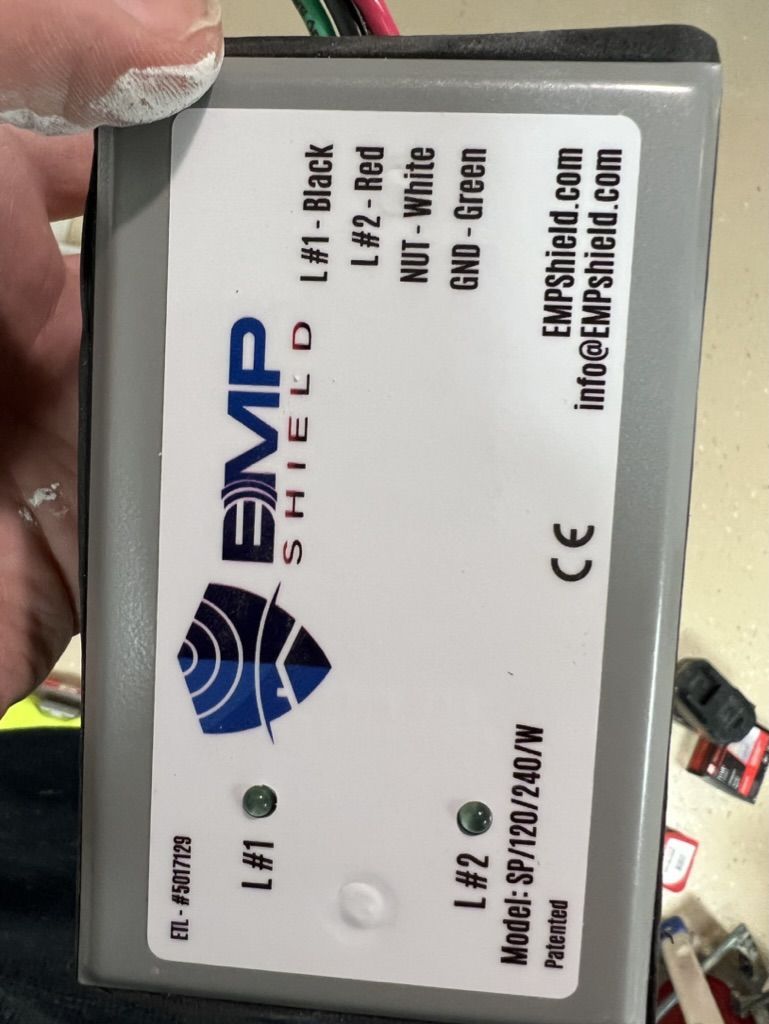 EMP
SHIELD
L #1 - Black
L #2 - Red
NUT - White
GND - Green
ETL - #5017129
L #1
L #2
Model: SP/120/240/W
Patented
CE
EMPShield.com
info@EMPshield.com